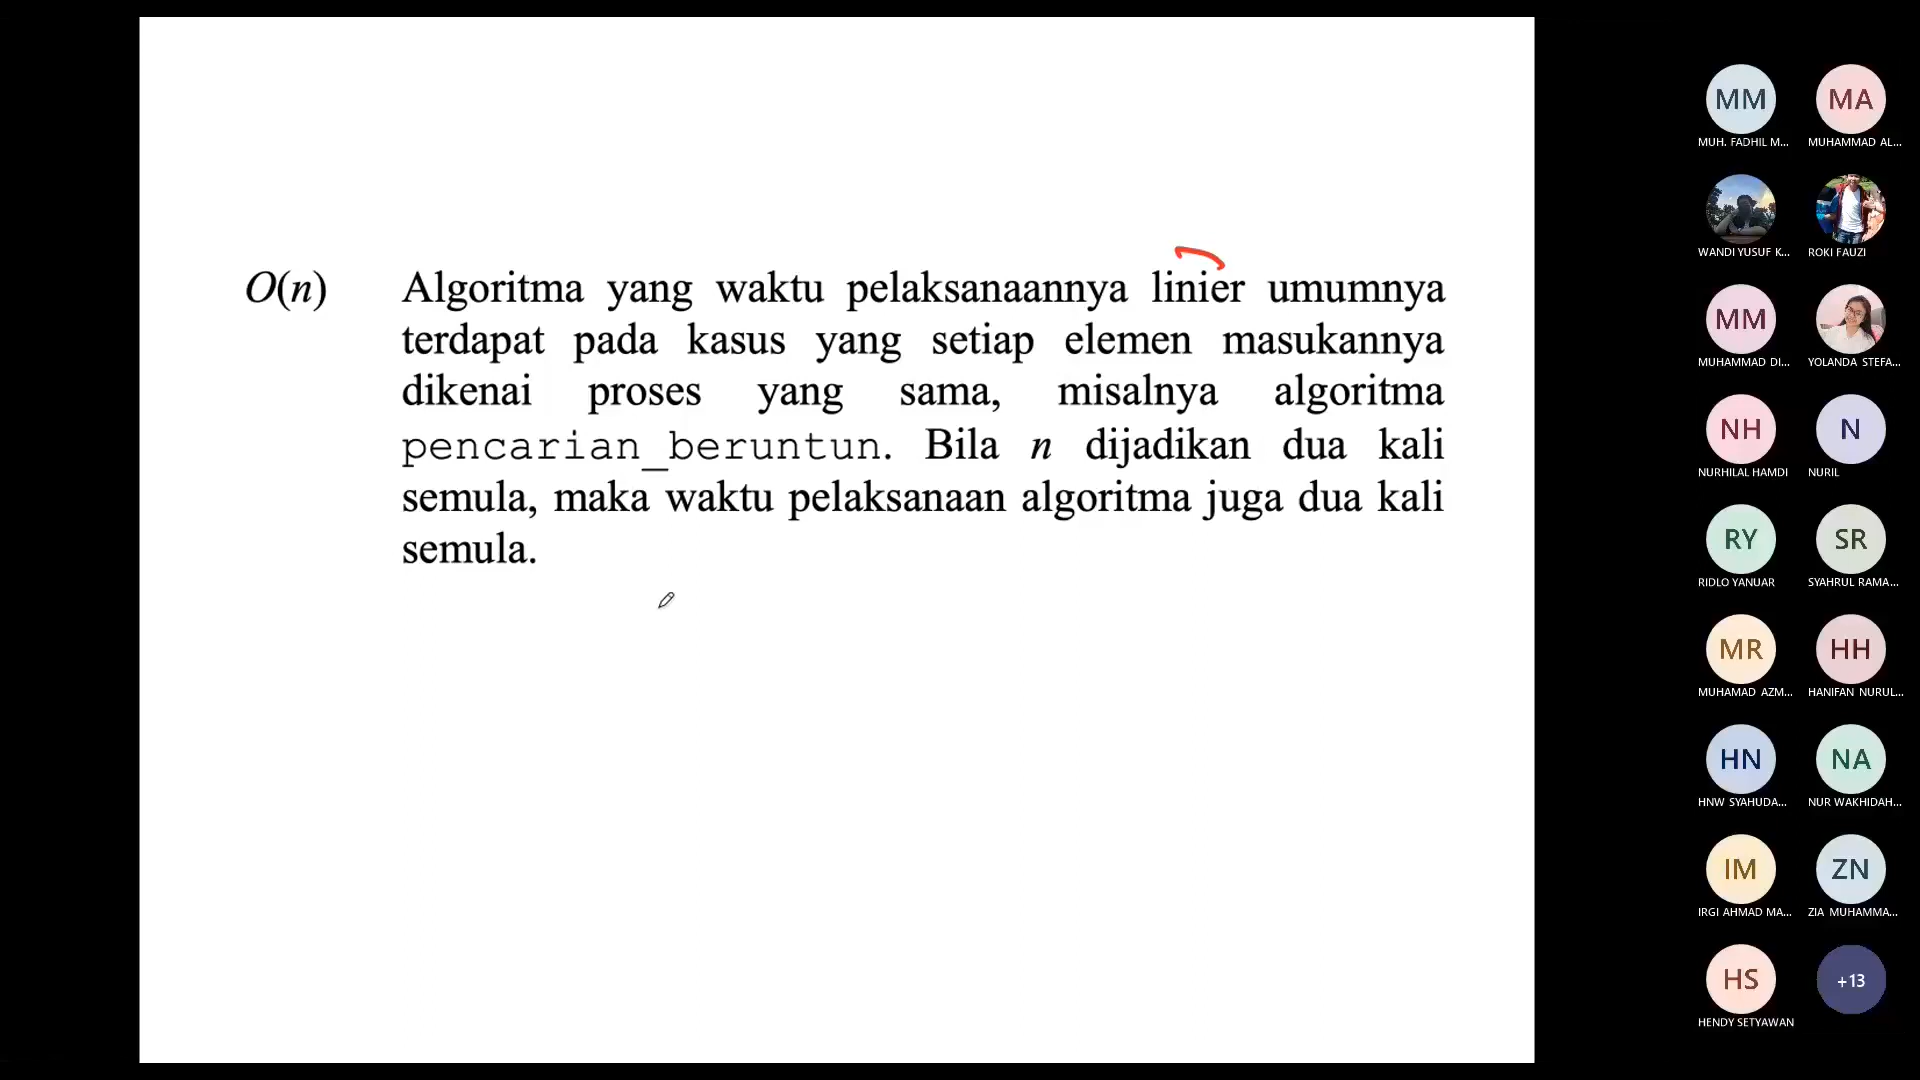 O(n) Algoritma yang waktu pelaksanaannya linier umumnya
terdapat pada kasus yang setiap elemen masukannya
dikenai proses yang sama, misalnya algoritma
pencarian_beruntun. Bila n dijadikan dua kali
semula, maka waktu pelaksanaan algoritma juga dua kali
semula.
MM MA
MUH. FADHIL M... MUHAMMAD AL...
WANDI YUSUF K... ROKI FAUZI
MM
MUHAMMAD DI... YOLANDA STEFA...
NH N
NURHILAL HAMDI NURIL
RY SR
RIDLO YANUAR SYAHRUL RAMA...
MR HH
MUHAMAD AZM... HANIFAN NURUL...
HN NA
HNW SYAHUDA... NUR WAKHIDAH...
IM ZN
IRGI AHMAD MA... ZIA MUHAMMA...
HS +13
HENDY SETYAWAN